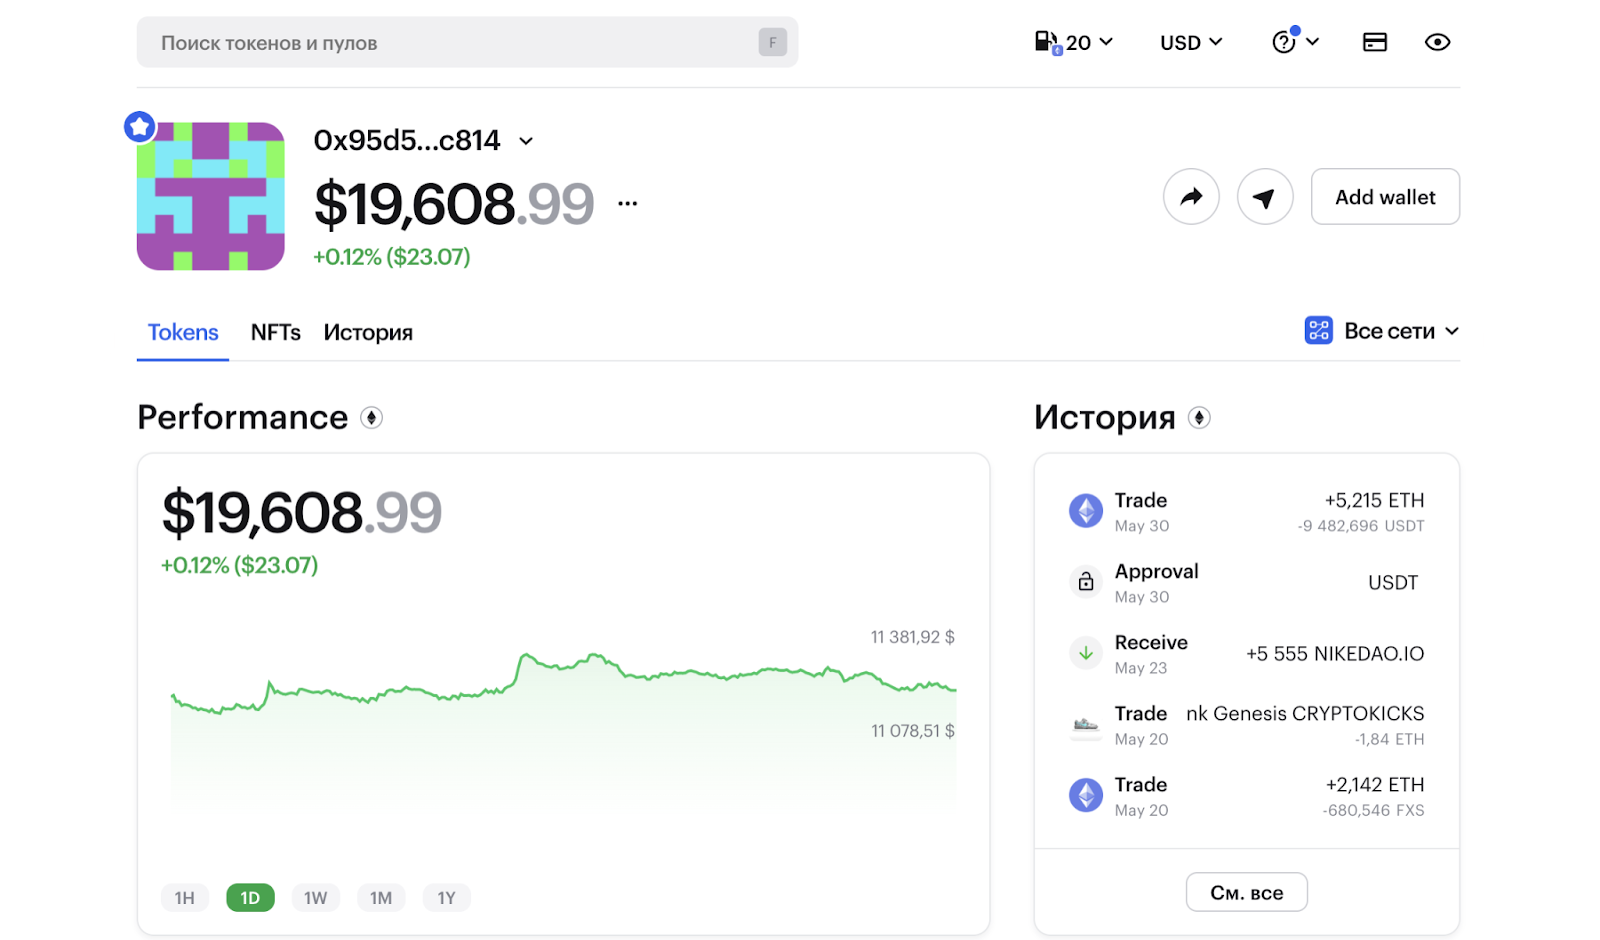 Поиск токенов и пулов
F
20
USD
0x95d5...c814
$19,608.99
...
+0.12% ($23.07)
Add wallet
Tokens
NFTs
История
Все сети
Performance
$19,608.99
+0.12% ($23.07)
11 381,92 $
11 078,51 $
1H
1D
1W
1M
1Y
История
Trade
+5,215 ETH
May 30
-9 482,696 USDT
Approval
USDT
May 30
Receive
+5 555 NIKEDAO.IO
May 23
Trade
nk Genesis CRYPTOKICKS
May 20
-1,84 ETH
Trade
+2,142 ETH
May 20
-680,546 FXS
См. все